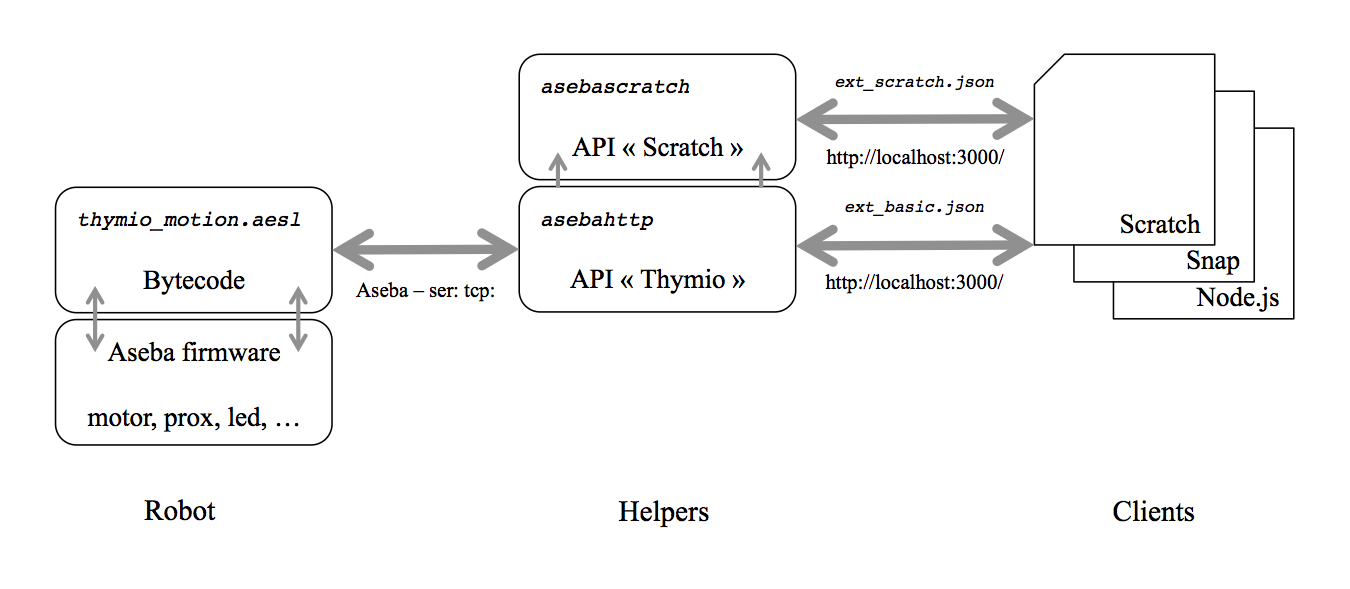 asebascratch
API « Scratch »
ext_scratch.json
http://localhost:3000/
thymio_motion.aesl
Bytecode
Aseba – ser: tcp:
asebahttp
API « Thymio »
ext_basic.json
http://localhost:3000/
Scratch
Snap
Node.js
Aseba firmware
motor, prox, led, …
Robot
Helpers
Clients